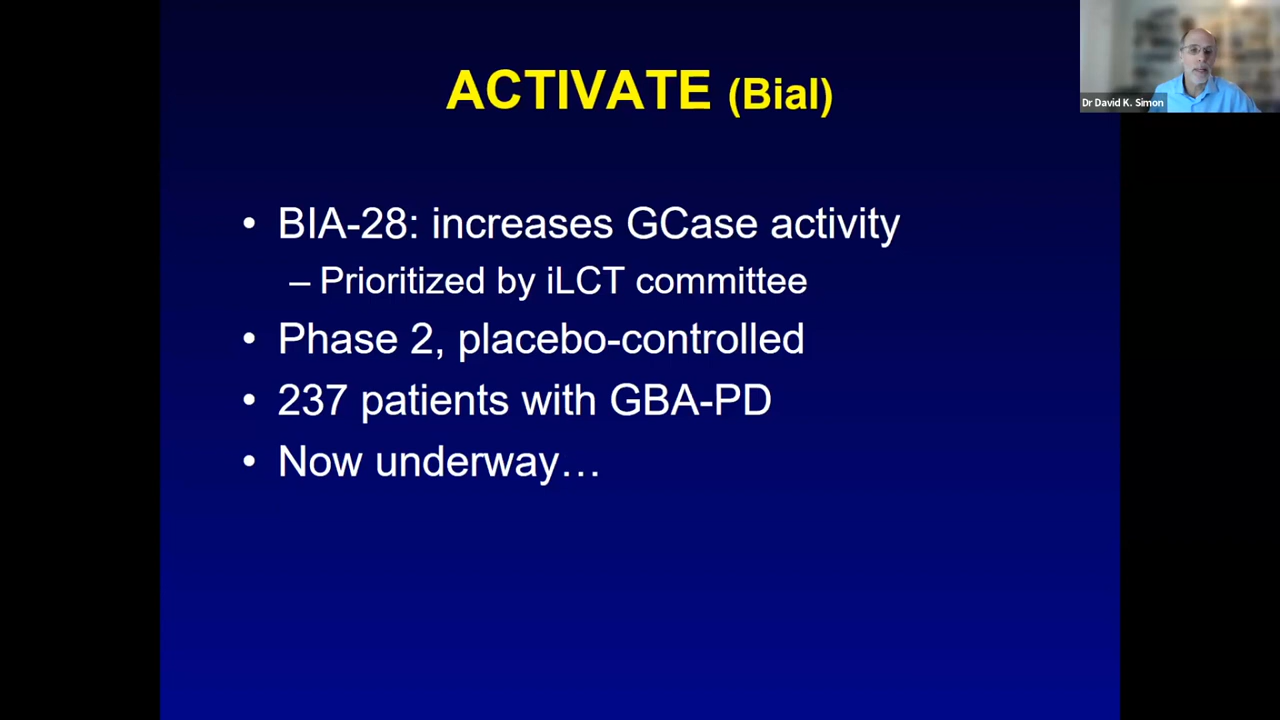 ACTIVATE (Bial)
Dr David K. Simon
• BIA-28: increases GCase activity
– Prioritized by iLCT committee
• Phase 2, placebo-controlled
• 237 patients with GBA-PD
• Now underway…